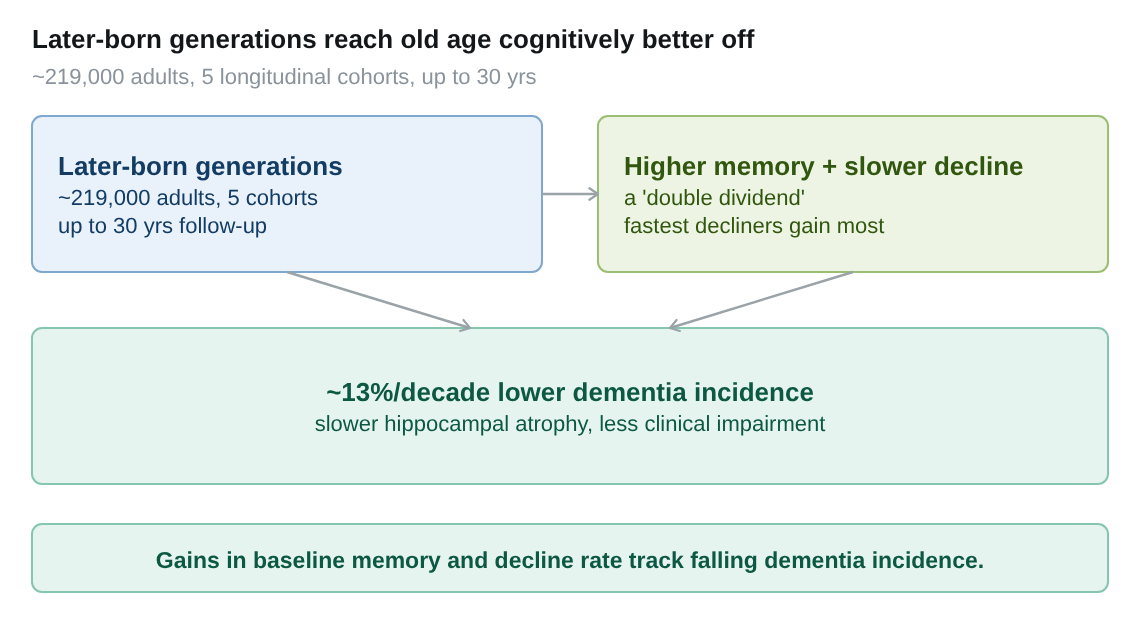 Later-born generations reach old age cognitively better off
~219,000 adults, 5 longitudinal cohorts, up to 30 yrs
Later-born generations
~219,000 adults, 5 cohorts
up to 30 yrs follow-up
Higher memory + slower decline
a 'double dividend'
fastest decliners gain most
~13%/decade lower dementia incidence
slower hippocampal atrophy, less clinical impairment
Gains in baseline memory and decline rate track falling dementia incidence.